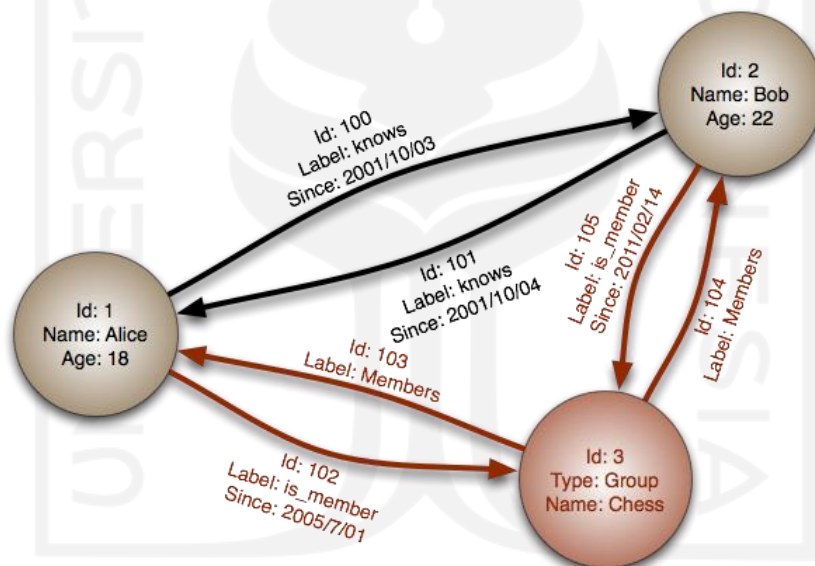 Id: 2
Name: Bob
Age: 22
Id: 100
Label: knows
Since: 2001/10/03
Id: 101
Label: knows
Since: 2001/10/04
Id: 105
Label: is_member
Since: 2011/02/14
Id: 104
Label: Members
Id: 1
Name: Alice
Age: 18
Id: 103
Label: Members
Id: 102
Label: is_member
Since: 2005/7/01
Id: 3
Type: Group
Name: Chess